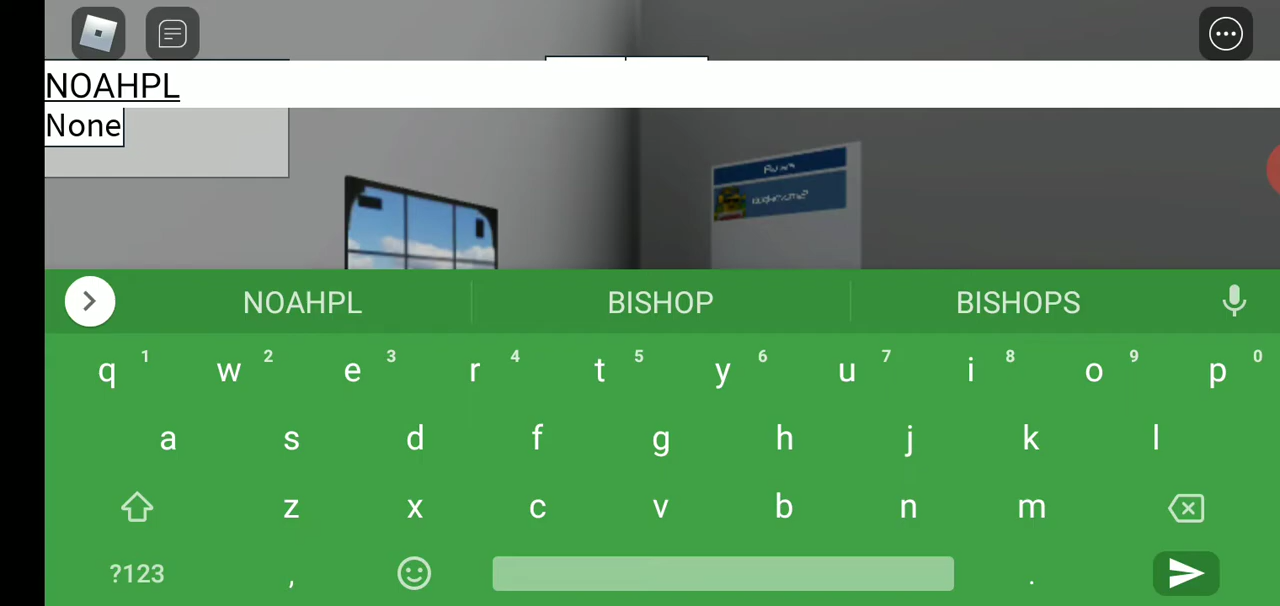 NOAHPL
None
NOAHPL BISHOP BISHOPS
q 1 w 2 e 3 r 4 t 5 y 6 u 7 i 8 o 9 p 0
a s d f g h j k l
z x c v b n m
?123 , .